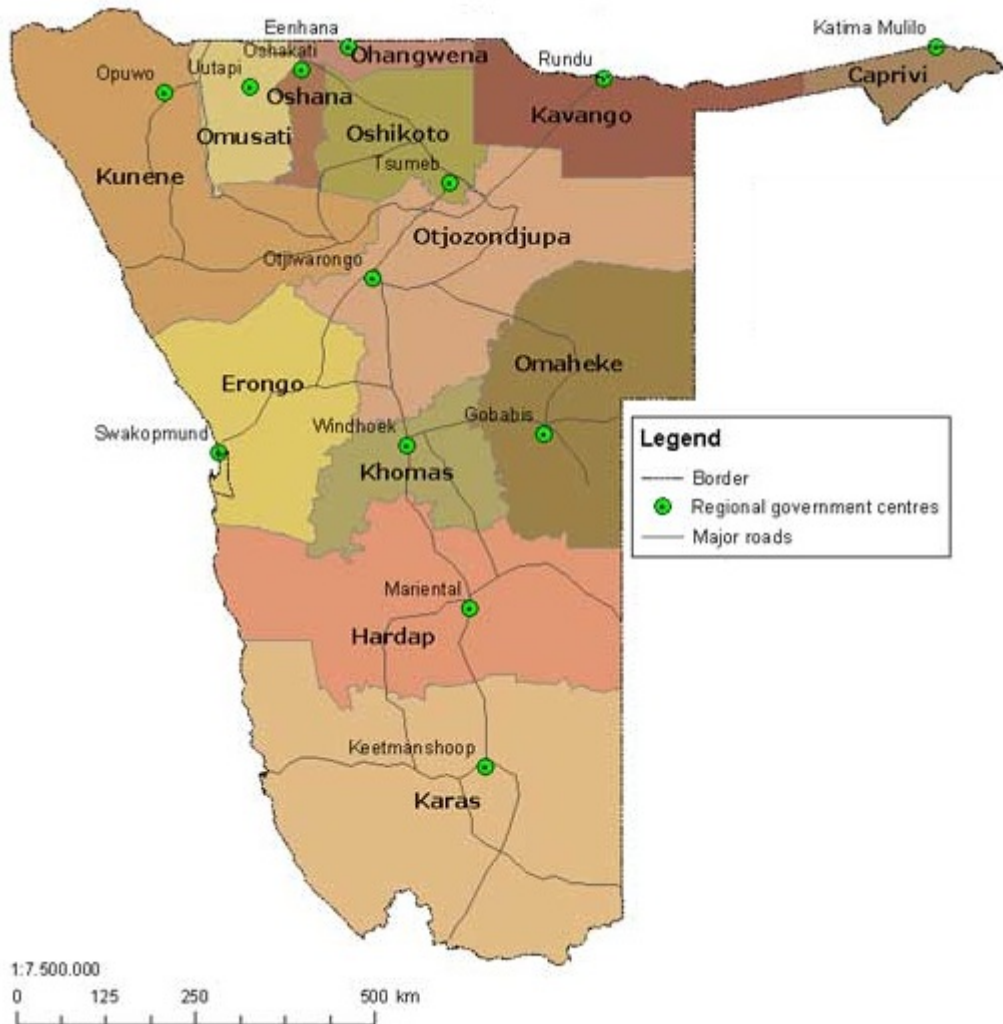 Eenhana
Katima Mulilo
Oshakati
Ohangwena
Rundu
Opuwo
Uutapi
Caprivi
Oshana
Kavango
Omusati
Oshikoto
Tsumeb
Kunene
Otjozondjupa
Otjiwarongo
Omaheke
Erongo
Swakopmund
Windhoek
Gobabis
Khomas
Legend
Border
Regional government centres
Major roads
Mariental
Hardap
Keetmanshoop
Karas
1:7.500.000
0 125 250 500 km